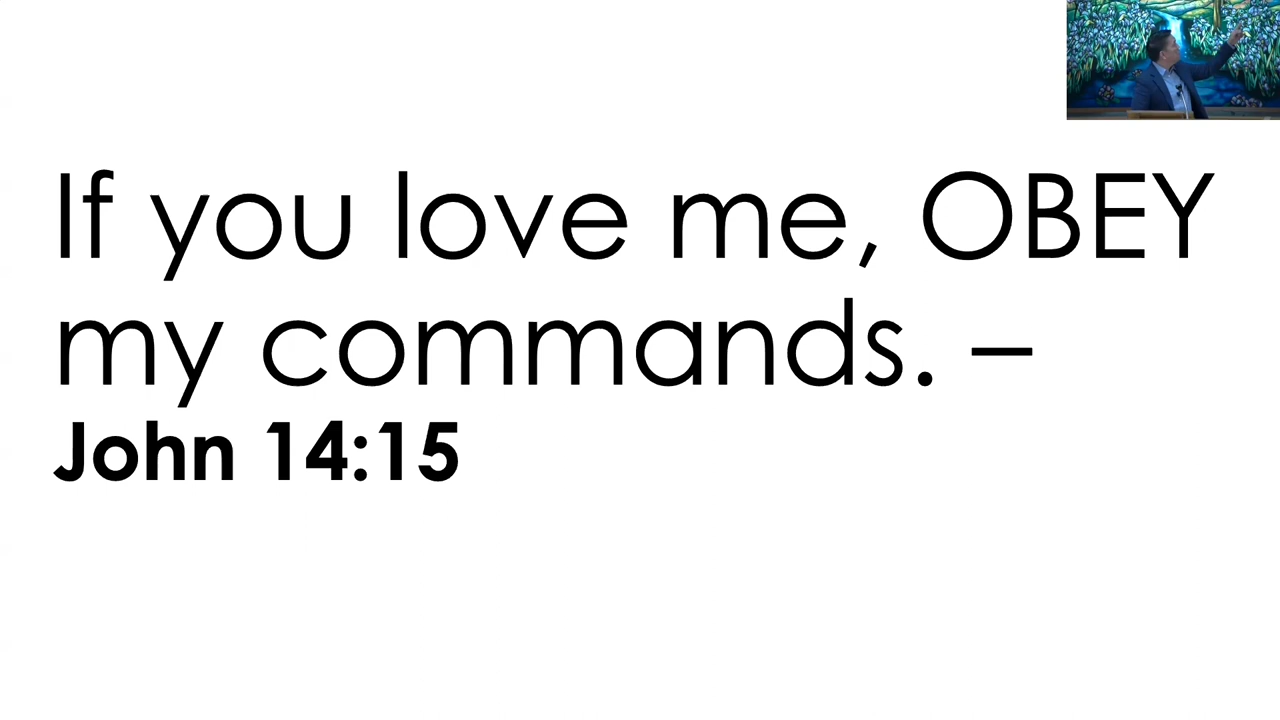 If you love me, OBEY
my commands. –
John 14:15